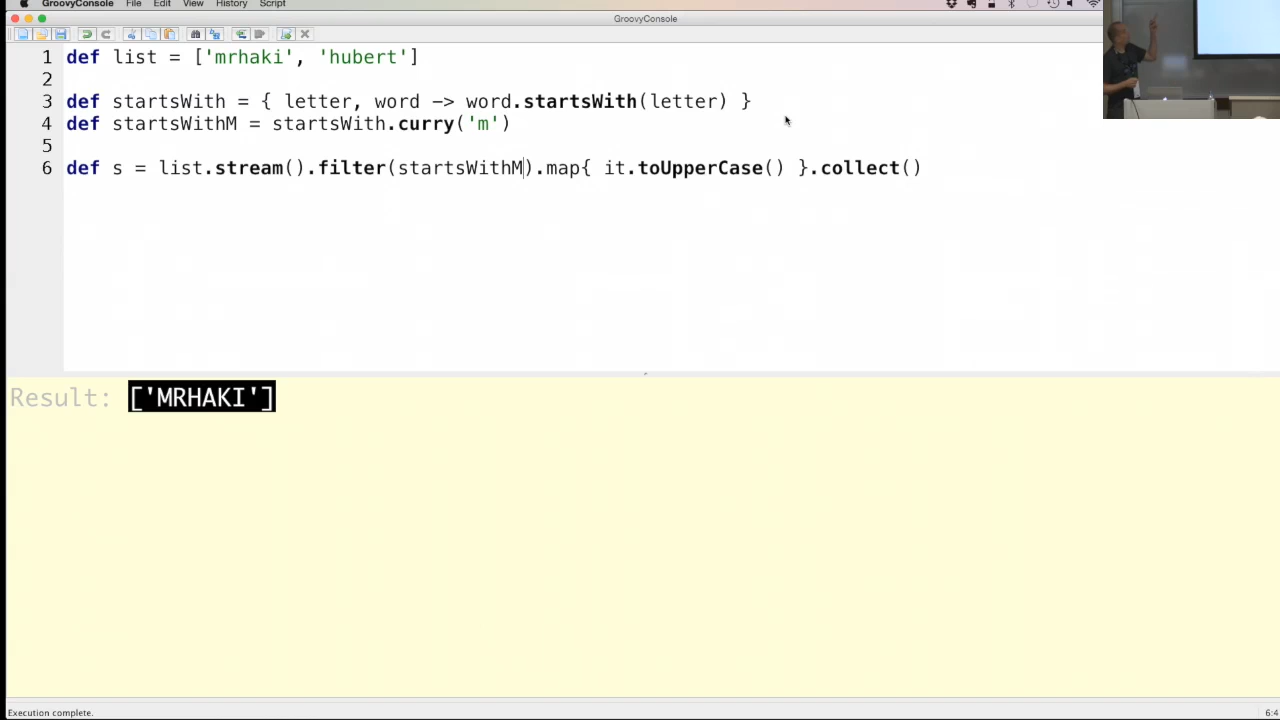 GroovyConsole File Edit View History Script
GroovyConsole
1 def list = ['mrhaki', 'hubert']
2
3 def startsWith = { letter, word -> word.startsWith(letter) }
4 def startsWithM = startsWith.curry('m')
5
6 def s = list.stream().filter(startsWithM).map{ it.toUpperCase() }.collect()
Result: ['MRHAKI']
Execution complete.
6:4